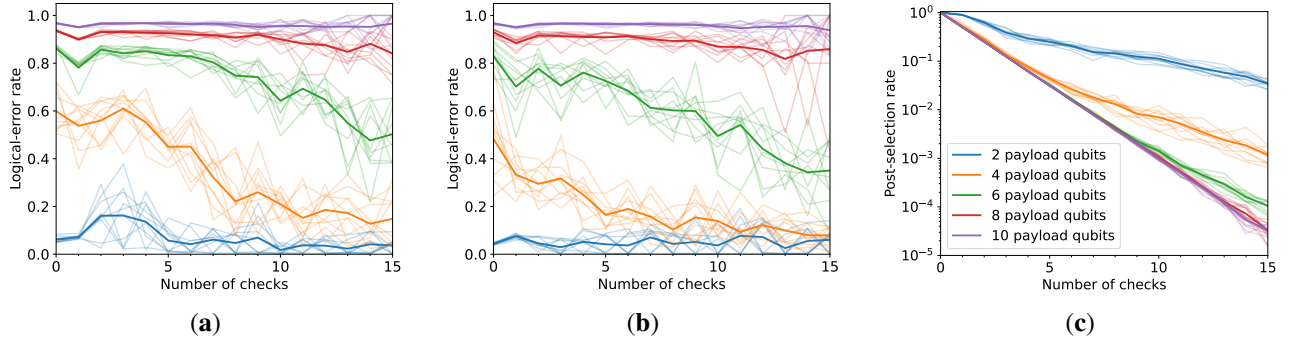 1.0
0.8
0.6
0.4
0.2
0.0
Logical-error rate
0 5 10 15
Number of checks
(a)
1.0
0.8
0.6
0.4
0.2
0.0
Logical-error rate
0 5 10 15
Number of checks
(b)
10⁰
10⁻¹
10⁻²
10⁻³
10⁻⁴
10⁻⁵
Post-selection rate
2 payload qubits
4 payload qubits
6 payload qubits
8 payload qubits
10 payload qubits
0 5 10 15
Number of checks
(c)